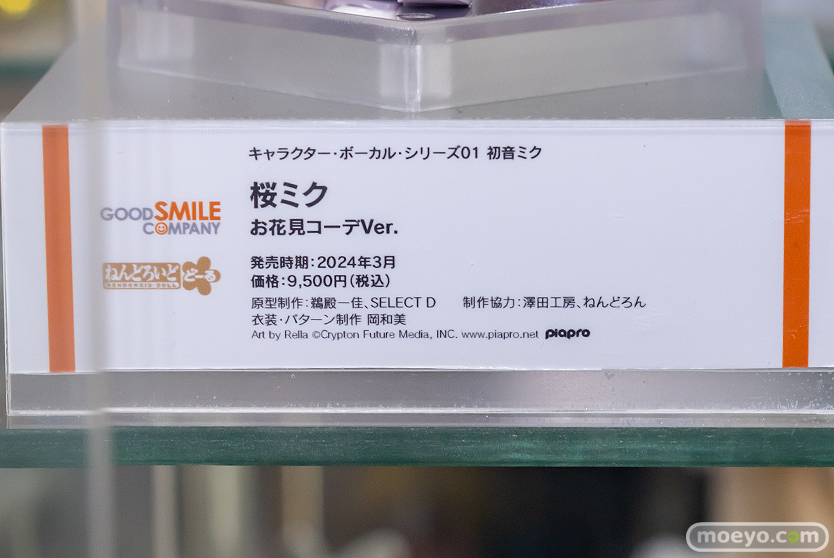 キャラクター・ボーカル・シリーズ01 初音ミク
桜ミク
お花見コーデVer.
GOOD SMILE
COMPANY
ねんどろいど どーる
NENDOROID DOLL
発売時期:2024年3月
価格:9,500円(税込)
原型制作:鵜殿一佳、SELECT D 制作協力:澤田工房、ねんどろん
衣装・パターン制作 岡和美
Art by Rella ©Crypton Future Media, INC. www.piapro.net piapro
moeyo.com